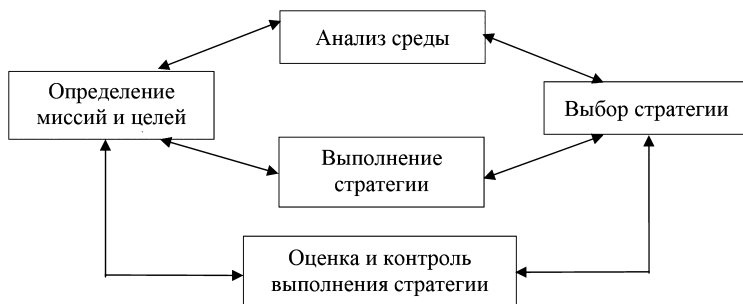 Анализ среды
Определение
миссий и целей
Выбор стратегии
Выполнение
стратегии
Оценка и контроль
выполнения стратегии